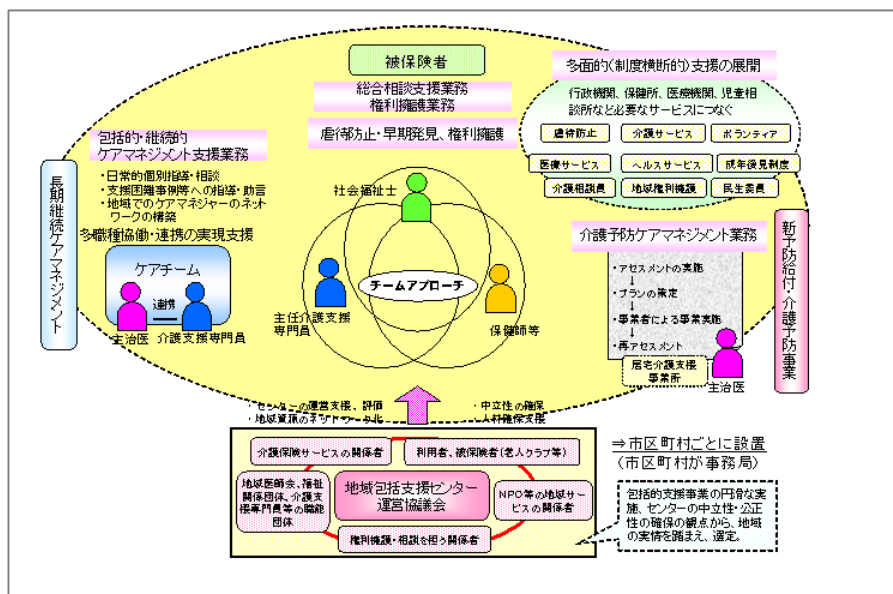 被保険者
総合相談支援業務
権利擁護業務
虐待防止・早期発見、権利擁護
多面的(制度横断的)支援の展開
行政機関、保健所、医療機関、児童相
談所など必要なサービスにつなぐ
虐待防止
介護サービス
ボランティア
医療サービス
ヘルスサービス
成年後見制度
介護相談員
地域権利擁護
民生委員
包括的・継続的
ケアマネジメント支援業務
・日常的個別指導・相談
・支援困難事例等への指導・助言
・地域でのケアマネジャーのネット
ワークの構築
多職種協働・連携の実現支援
ケアチーム
連携
主治医
介護支援専門員
長期継続ケアマネジメント
社会福祉士
チームアプローチ
主任介護支援
専門員
保健師等
介護予防ケアマネジメント業務
・アセスメントの実施
↓
・プランの策定
↓
・事業者による事業実施
↓
・再アセスメント
居宅介護支援
事業所
主治医
新予防給付・介護予防事業
・センターの運営支援、評価
・地域資源のネットワーク化
・中立性の確保
・人材確保支援
介護保険サービスの関係者
利用者、被保険者(老人クラブ等)
地域医師会、福祉
関係団体、介護支
援専門員等の職能
団体
地域包括支援センター
運営協議会
NPO等の地域サー
ビスの関係者
権利擁護・相談を担う関係者
⇒市区町村ごとに設置
(市区町村が事務局)
包括的支援事業の円滑な実
施、センターの中立性・公正
性の確保の観点から、地域
の実情を踏まえ、選定。